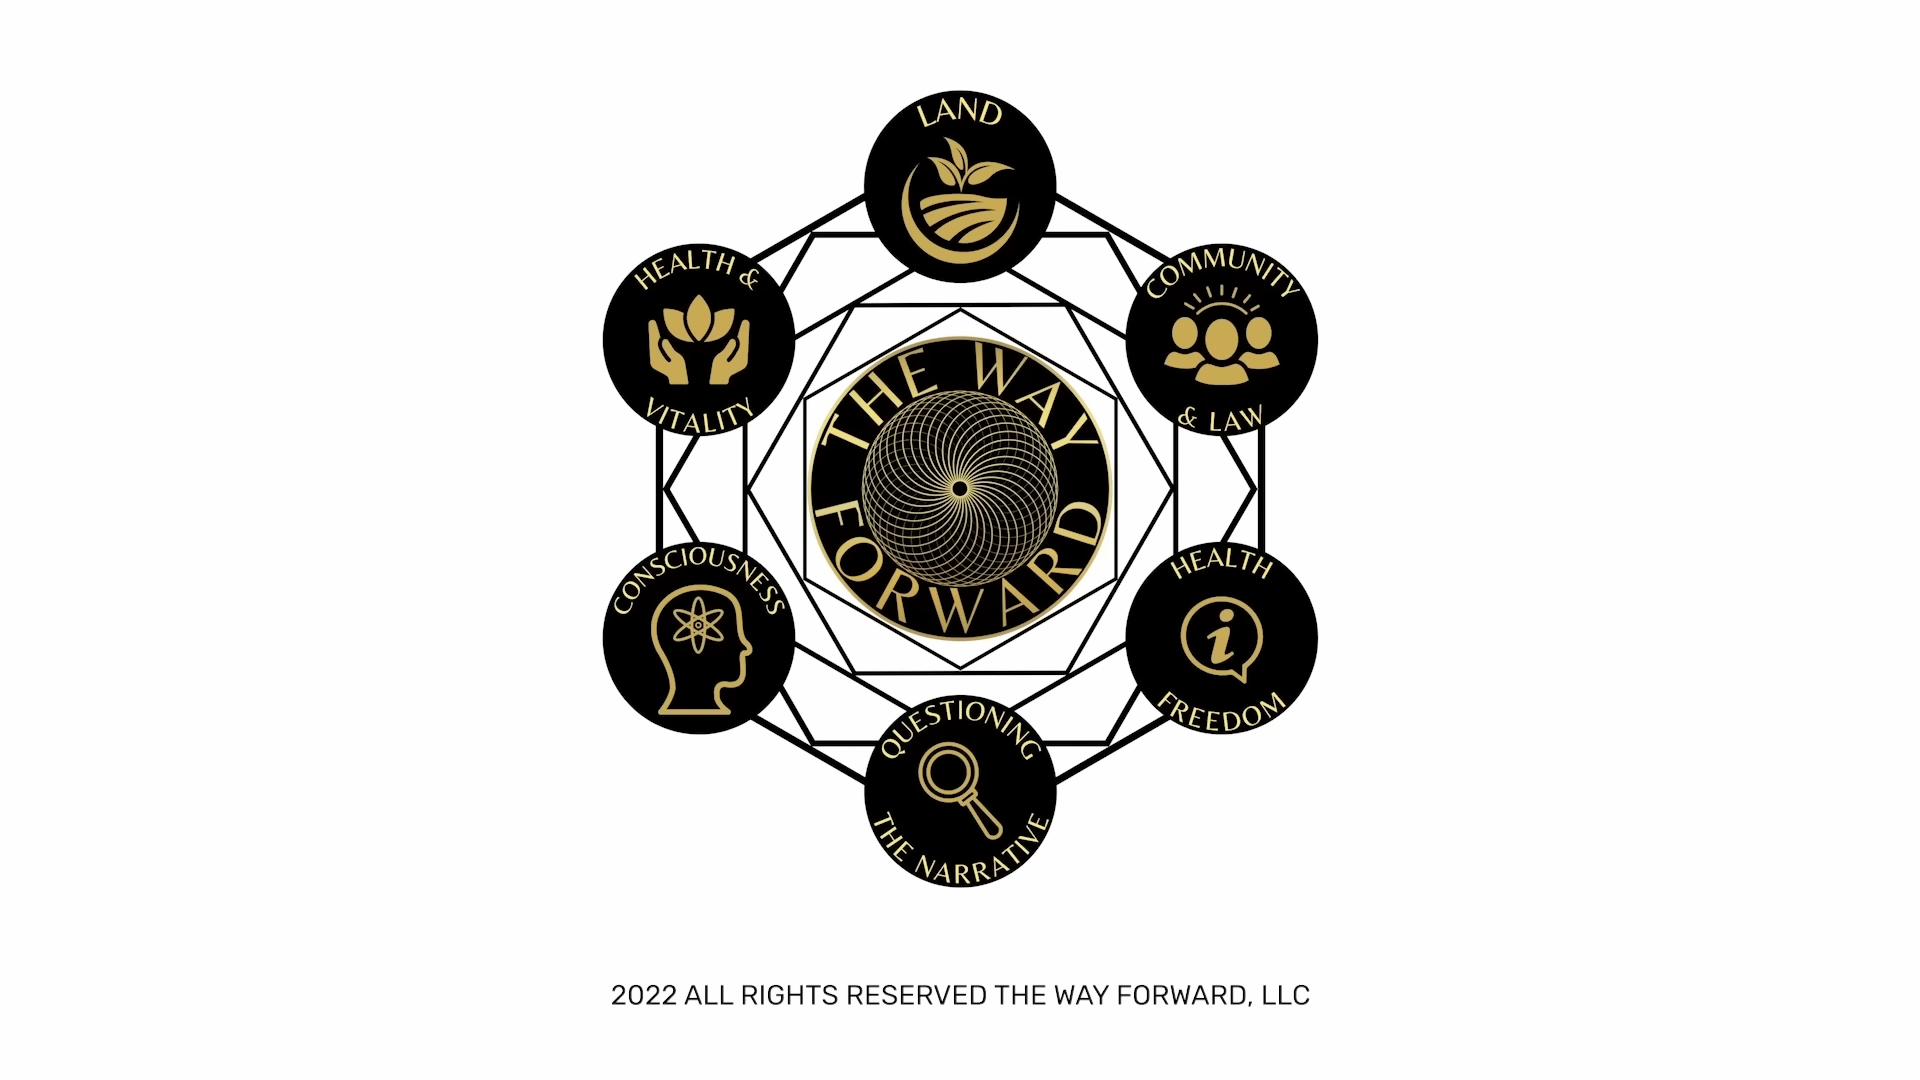 LAND
HEALTH &
VITALITY
COMMUNITY
& LAW
THE WAY
FORWARD
CONSCIOUSNESS
HEALTH
FREEDOM
QUESTIONING
THE NARRATIVE
2022 ALL RIGHTS RESERVED THE WAY FORWARD, LLC